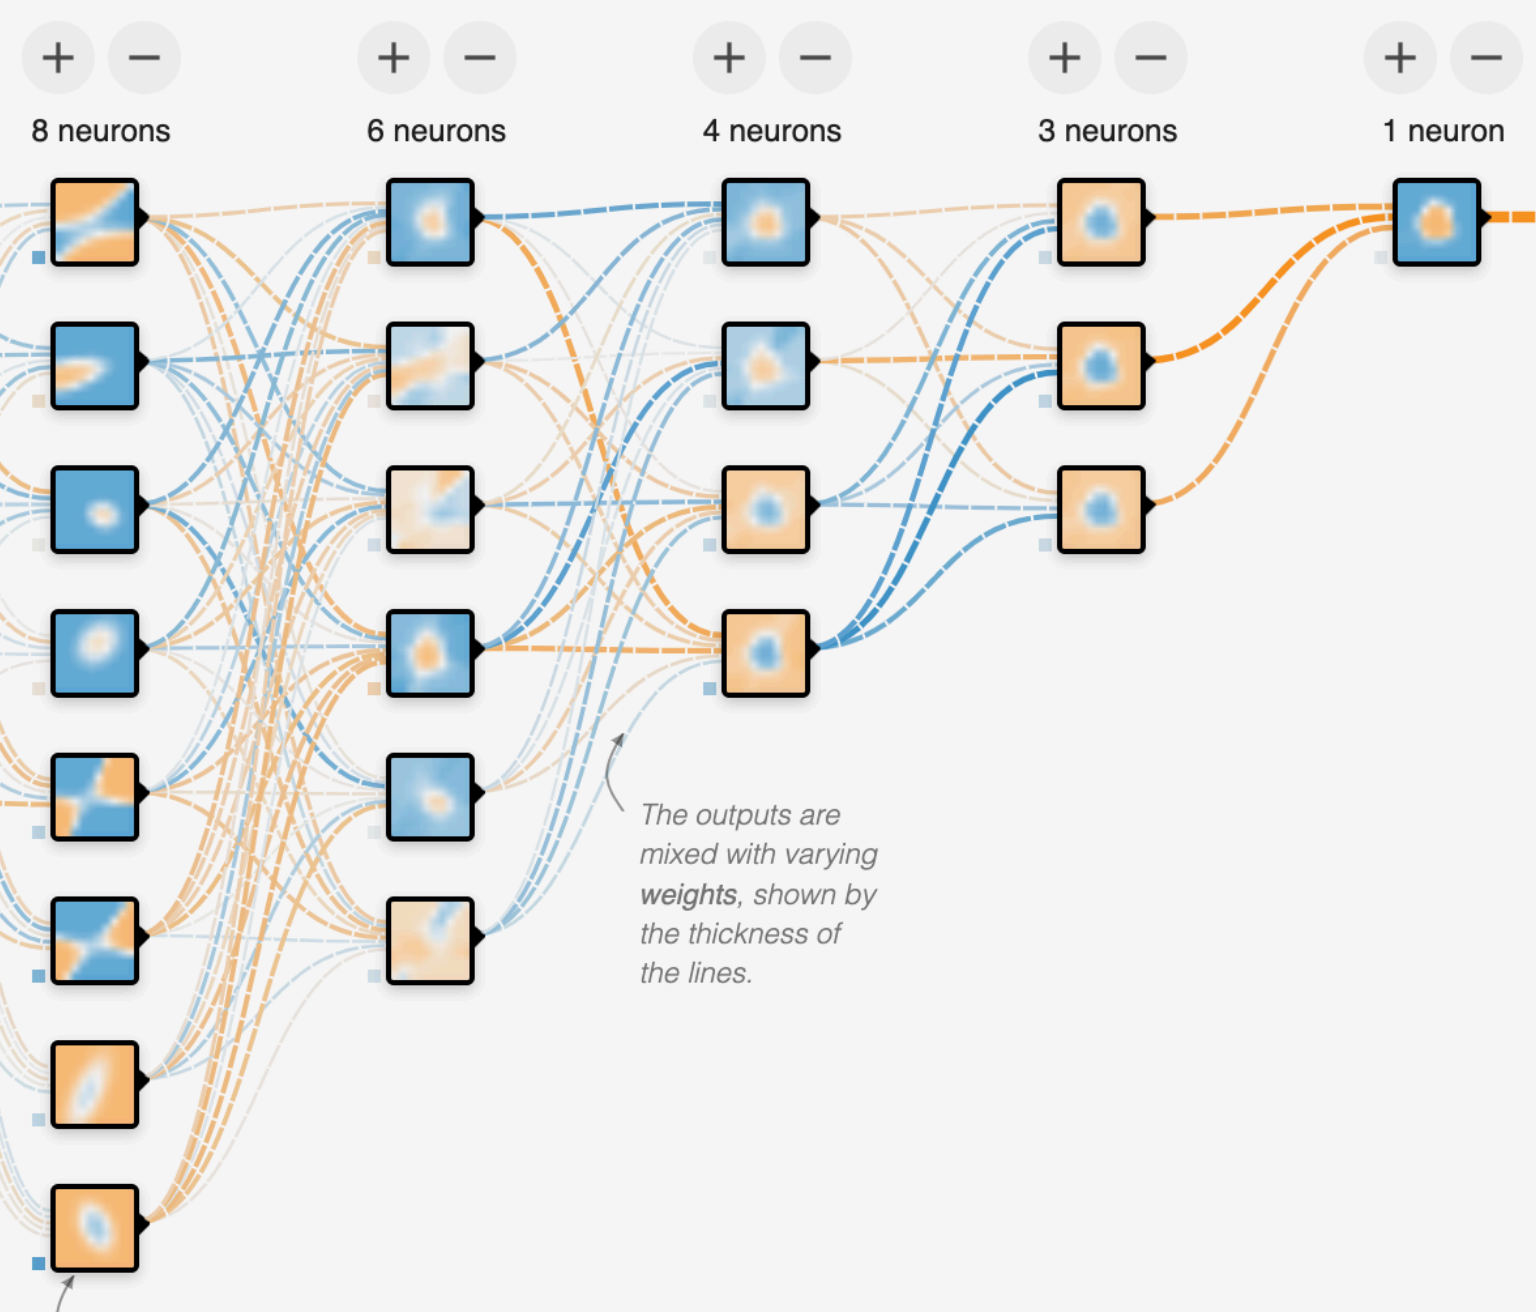 8 neurons
6 neurons
4 neurons
3 neurons
1 neuron
The outputs are
mixed with varying
weights, shown by
the thickness of
the lines.